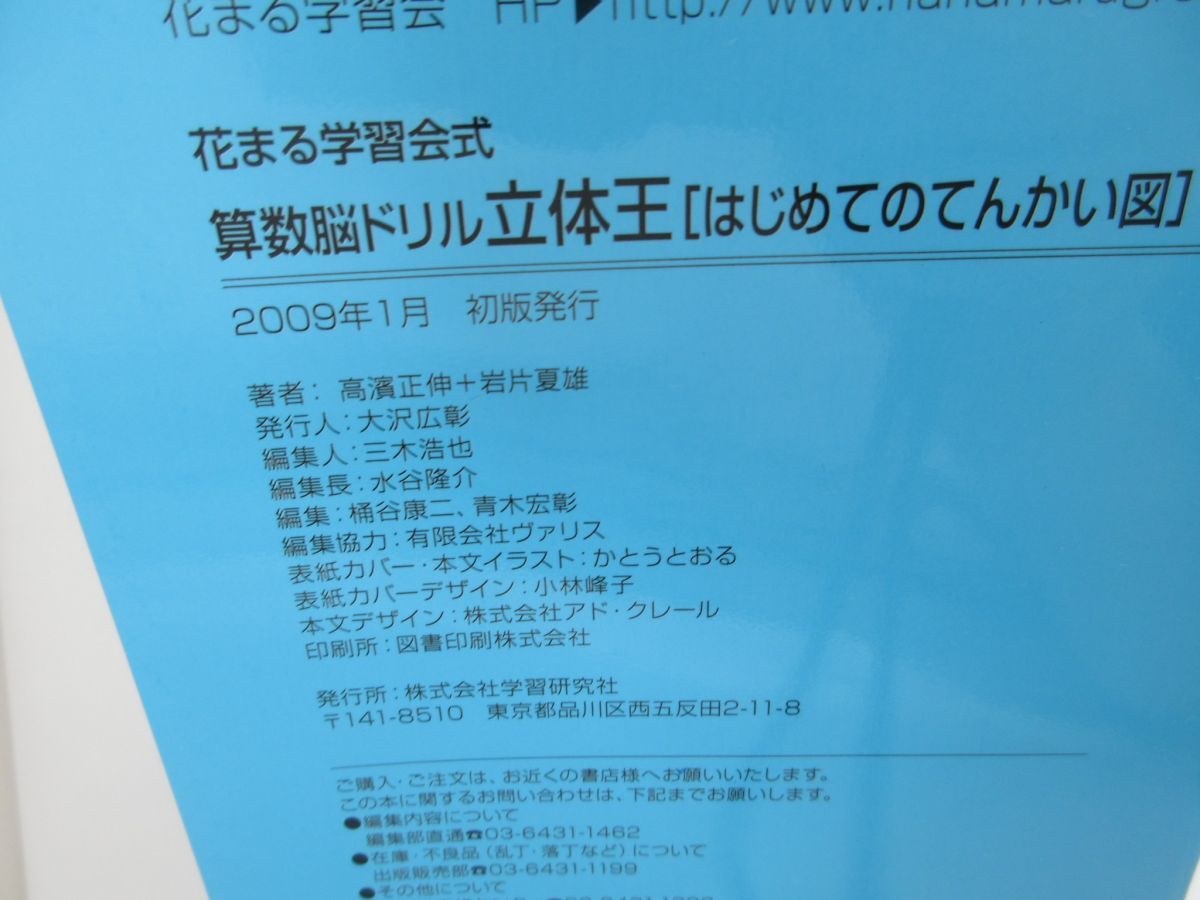 花まる学習会 HP▶http://www.hanamarugr
花まる学習会式
算数脳ドリル立体王[はじめてのてんかい図]
2009年1月 初版発行
著者： 高濱正伸＋岩片夏雄
発行人：大沢広彰
編集人：三木浩也
編集長：水谷隆介
編集：桶谷康二、青木宏彰
編集協力：有限会社ヴァリス
表紙カバー・本文イラスト：かとうとおる
表紙カバーデザイン：小林峰子
本文デザイン：株式会社アド・クレール
印刷所：図書印刷株式会社
発行所：株式会社学習研究社
〒141-8510 東京都品川区西五反田2-11-8
ご購入・ご注文は、お近くの書店様へお願いいたします。
この本に関するお問い合わせは、下記までお願いします。
●編集内容について
編集部直通☎03-6431-1462
●在庫・不良品（乱丁・落丁など）について
出版販売部☎03-6431-1199
●その他について